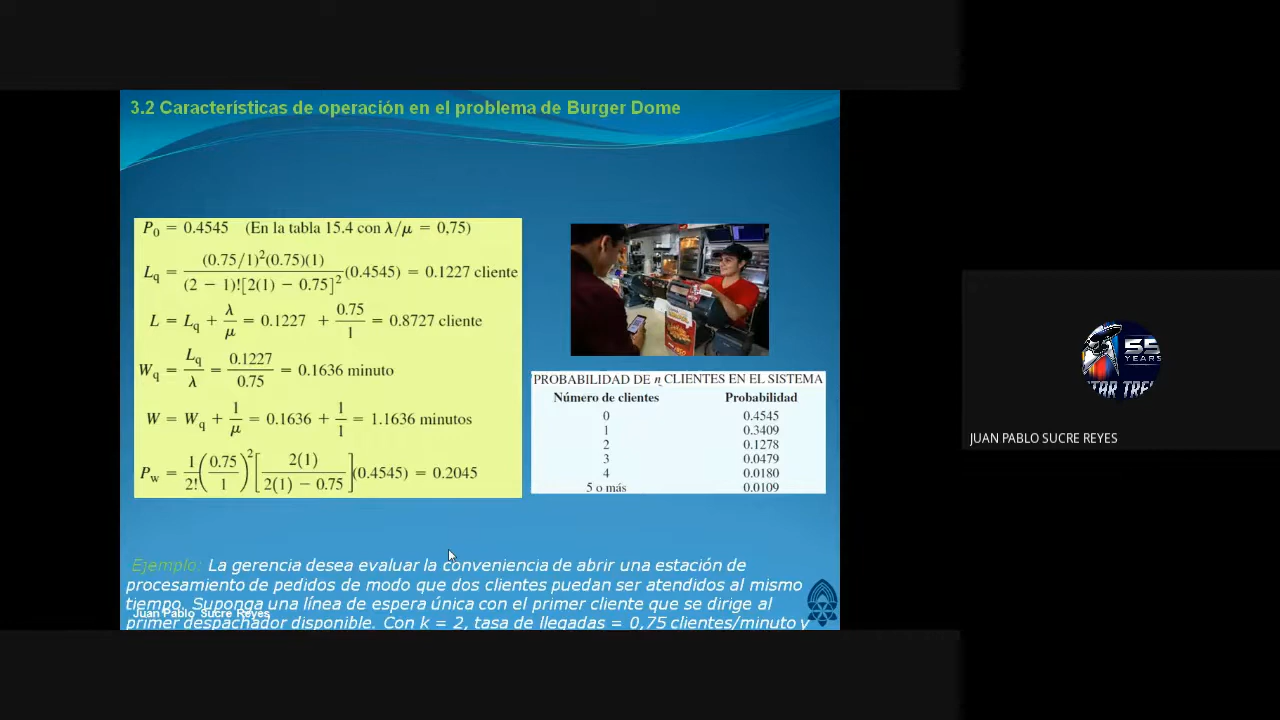 3.2 Características de operación en el problema de Burger Dome
P₀ = 0.4545 (En la tabla 15.4 con λ/μ = 0,75)
L_q = (0.75/1)²(0.75)(1) / (2 − 1)![2(1) − 0.75]² (0.4545) = 0.1227 cliente
L = L_q + λ/μ = 0.1227 + 0.75/1 = 0.8727 cliente
W_q = L_q/λ = 0.1227/0.75 = 0.1636 minuto
W = W_q + 1/μ = 0.1636 + 1/1 = 1.1636 minutos
P_w = 1/2! (0.75/1)² [2(1) / 2(1) − 0.75] (0.4545) = 0.2045
PROBABILIDAD DE n CLIENTES EN EL SISTEMA
Número de clientes Probabilidad
0 0.4545
1 0.3409
2 0.1278
3 0.0479
4 0.0180
5 o más 0.0109
Ejemplo: La gerencia desea evaluar la conveniencia de abrir una estación de
procesamiento de pedidos de modo que dos clientes puedan ser atendidos al mismo
tiempo. Suponga una línea de espera única con el primer cliente que se dirige al
Juan Pablo Sucre Reyes
primer despachador disponible. Con k = 2, tasa de llegadas = 0,75 clientes/minuto y
55
YEARS
STAR TREK
JUAN PABLO SUCRE REYES